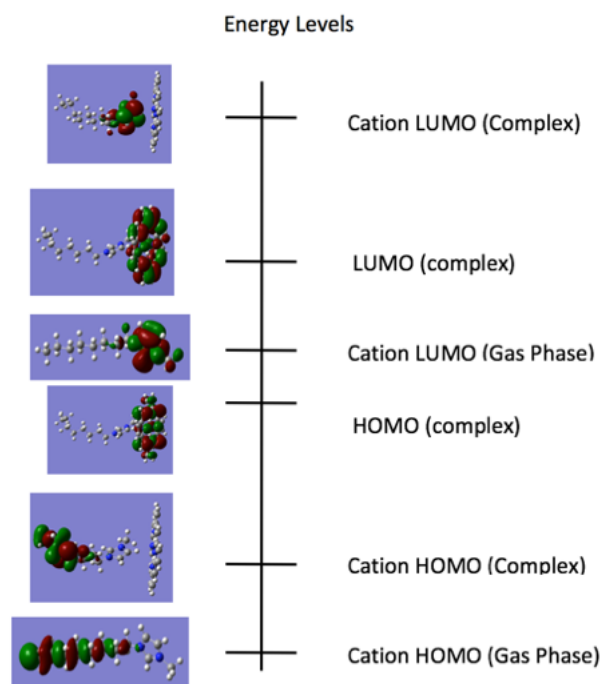 Energy Levels
Cation LUMO (Complex)
LUMO (complex)
Cation LUMO (Gas Phase)
HOMO (complex)
Cation HOMO (Complex)
Cation HOMO (Gas Phase)